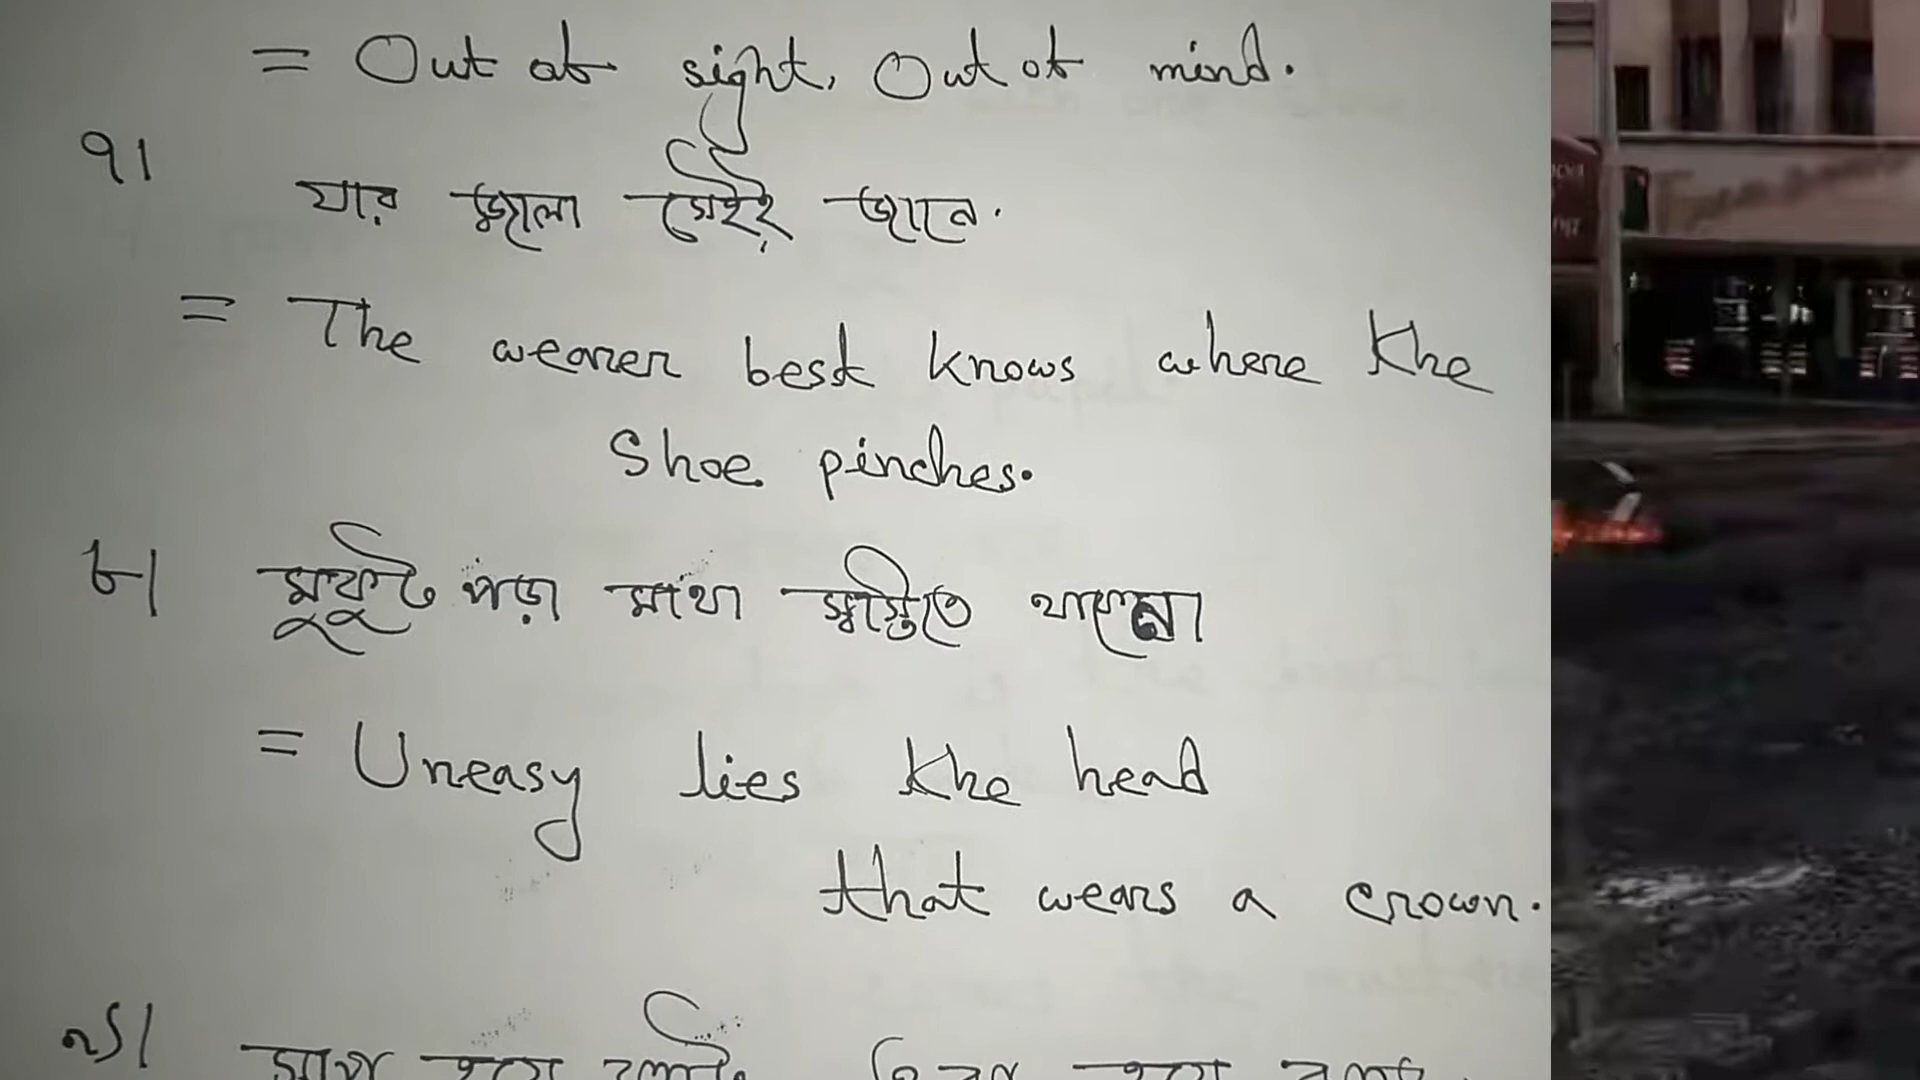 = Out of sight, Out of mind.
৭।
যার জ্বালা সেই জানে.
= The wearer best knows where the
Shoe pinches.
৮। মুকুট পড়া মাথা স্বস্তিতে থাকেনা
= Uneasy lies the head
that wears a crown.
৯।